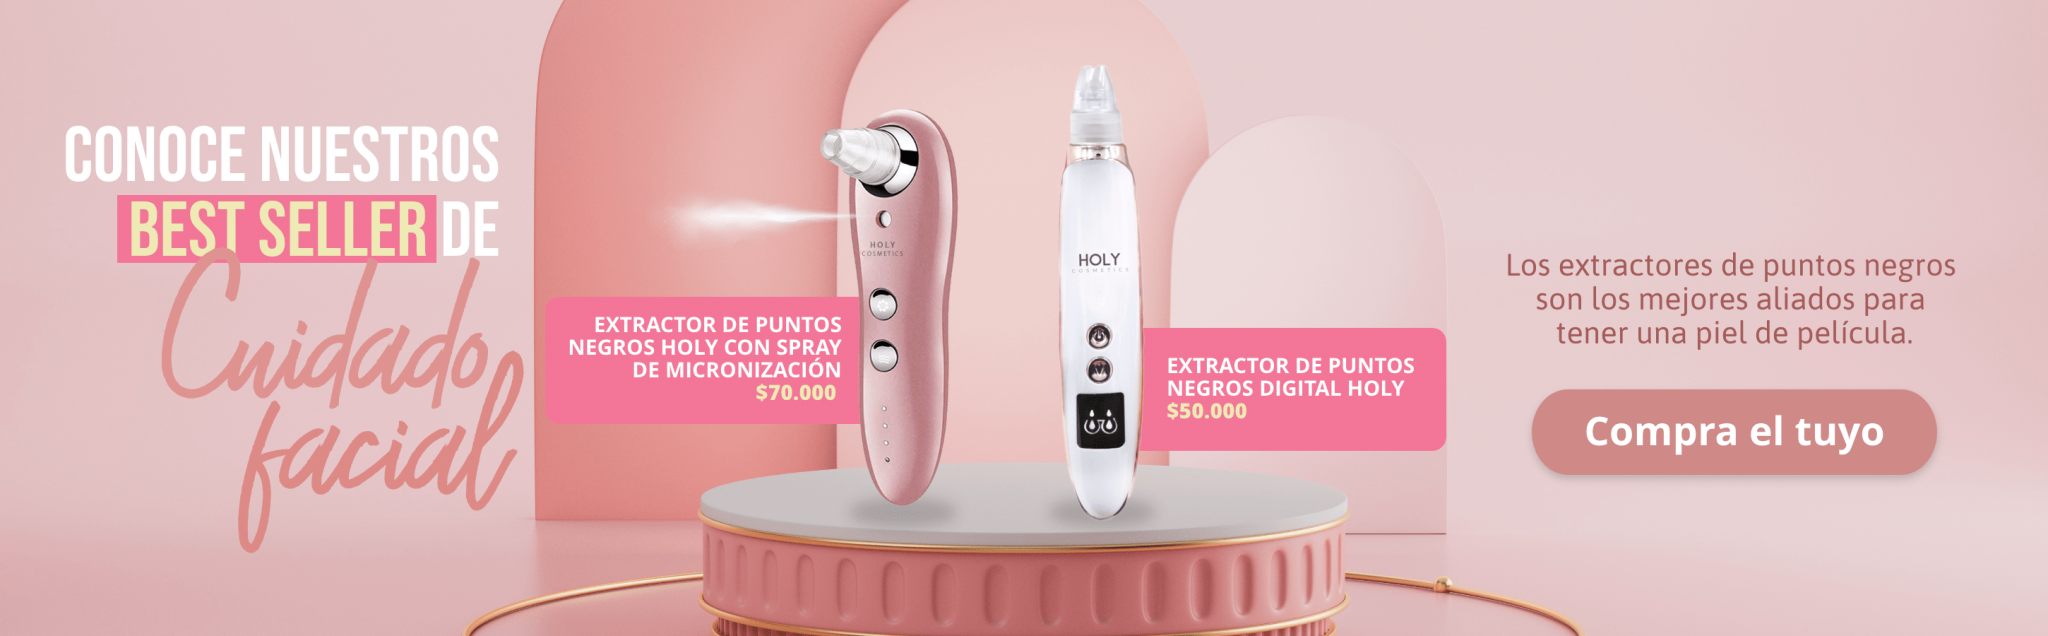 CONOCE NUESTROS
BEST SELLER DE
Cuidado
facial
EXTRACTOR DE PUNTOS
NEGROS HOLY CON SPRAY
DE MICRONIZACIÓN
$70.000
HOLY
COSMETICS
HOLY
COSMETICS
EXTRACTOR DE PUNTOS
NEGROS DIGITAL HOLY
$50.000
Los extractores de puntos negros
son los mejores aliados para
tener una piel de película.
Compra el tuyo